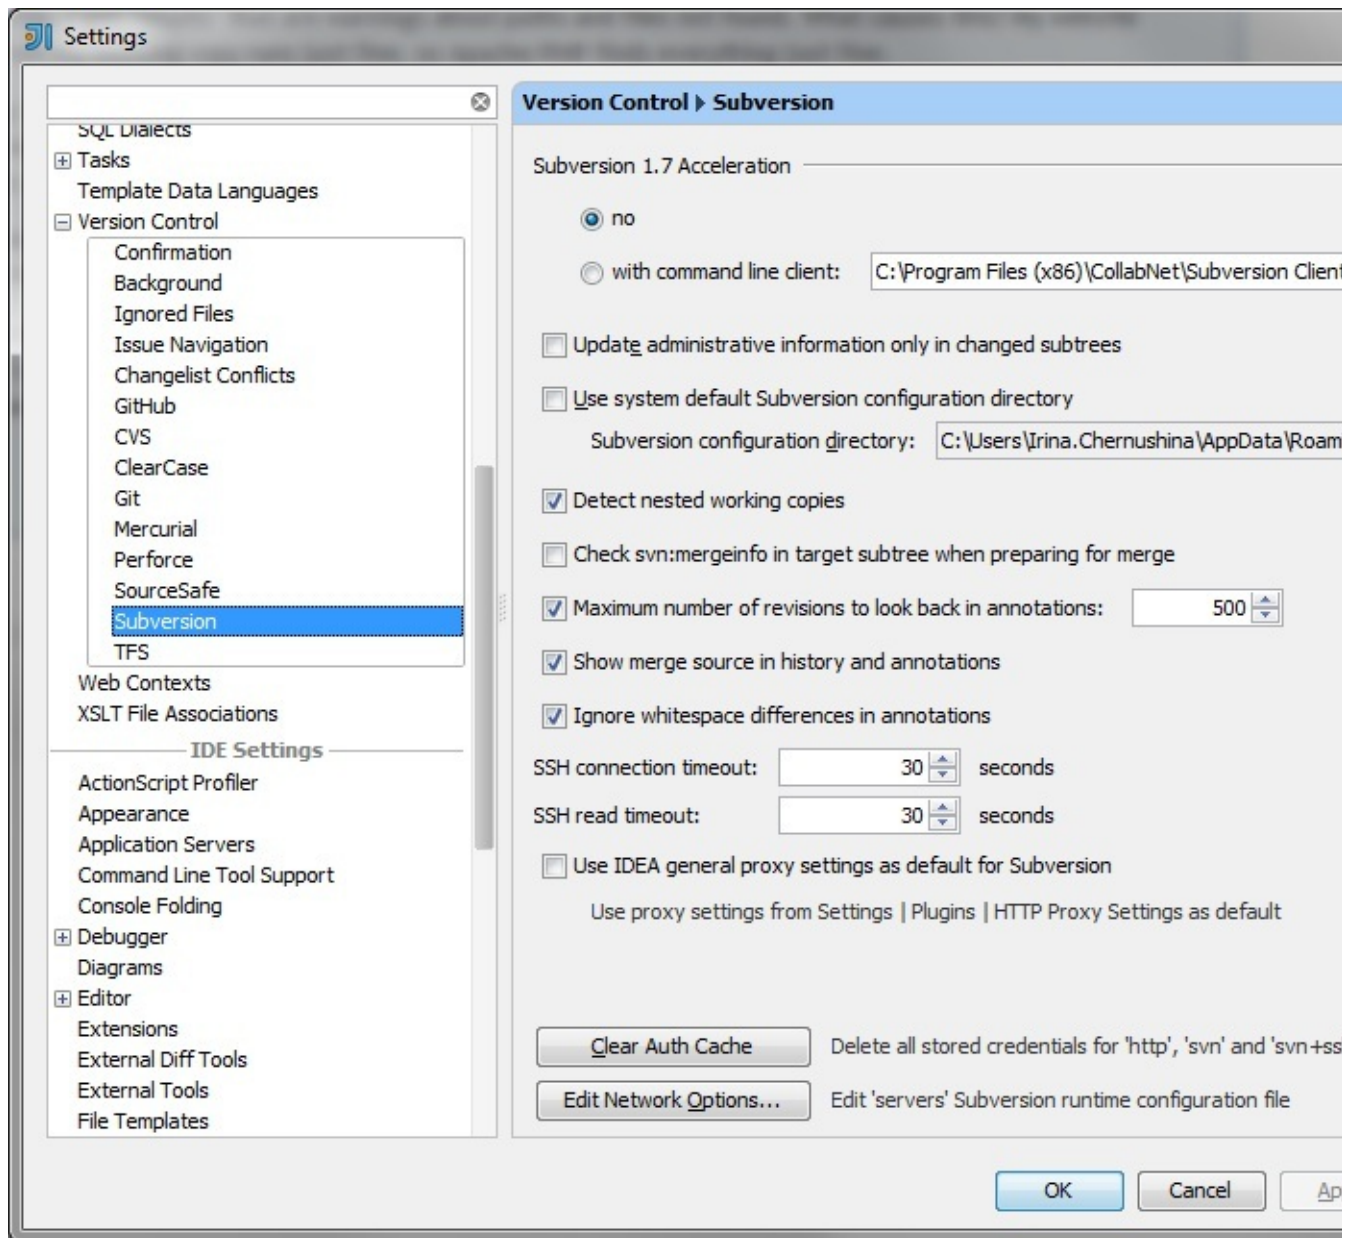 Settings
Version Control ▸ Subversion
SQL Dialects
Tasks
Template Data Languages
Version Control
Confirmation
Background
Ignored Files
Issue Navigation
Changelist Conflicts
GitHub
CVS
ClearCase
Git
Mercurial
Perforce
SourceSafe
Subversion
TFS
Web Contexts
XSLT File Associations
IDE Settings
ActionScript Profiler
Appearance
Application Servers
Command Line Tool Support
Console Folding
Debugger
Diagrams
Editor
Extensions
External Diff Tools
External Tools
File Templates
Subversion 1.7 Acceleration
no
with command line client: C:\Program Files (x86)\CollabNet\Subversion Client
Update administrative information only in changed subtrees
Use system default Subversion configuration directory
Subversion configuration directory: C:\Users\Irina.Chernushina\AppData\Roam
Detect nested working copies
Check svn:mergeinfo in target subtree when preparing for merge
Maximum number of revisions to look back in annotations: 500
Show merge source in history and annotations
Ignore whitespace differences in annotations
SSH connection timeout: 30 seconds
SSH read timeout: 30 seconds
Use IDEA general proxy settings as default for Subversion
Use proxy settings from Settings | Plugins | HTTP Proxy Settings as default
Clear Auth Cache Delete all stored credentials for 'http', 'svn' and 'svn+ss
Edit Network Options... Edit 'servers' Subversion runtime configuration file
OK Cancel Ap